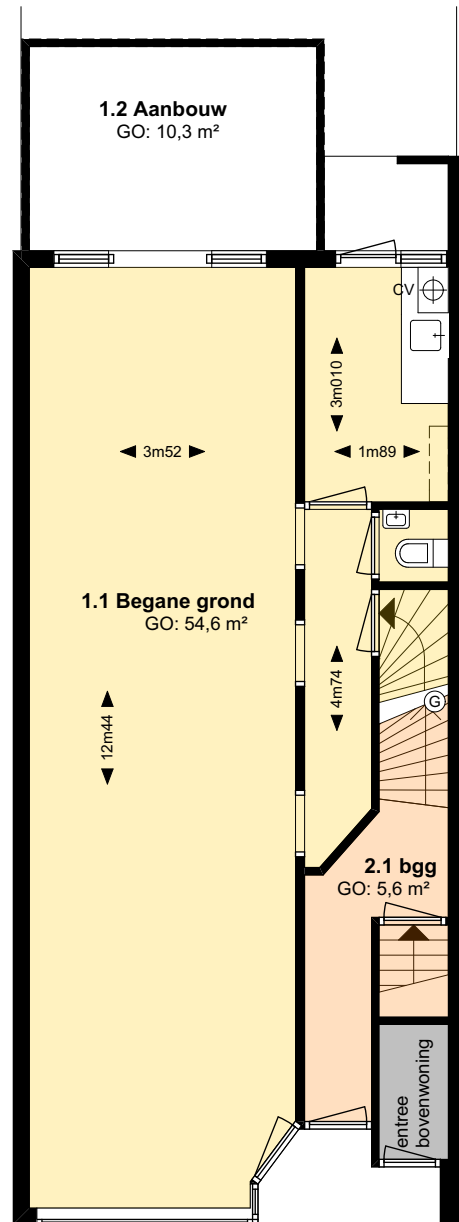 1.2 Aanbouw
GO: 10,3 m²
CV
3m010
3m52
1m89
1.1 Begane grond
GO: 54,6 m²
4m74
G
12m44
2.1 bgg
GO: 5,6 m²
entree
bovenwoning